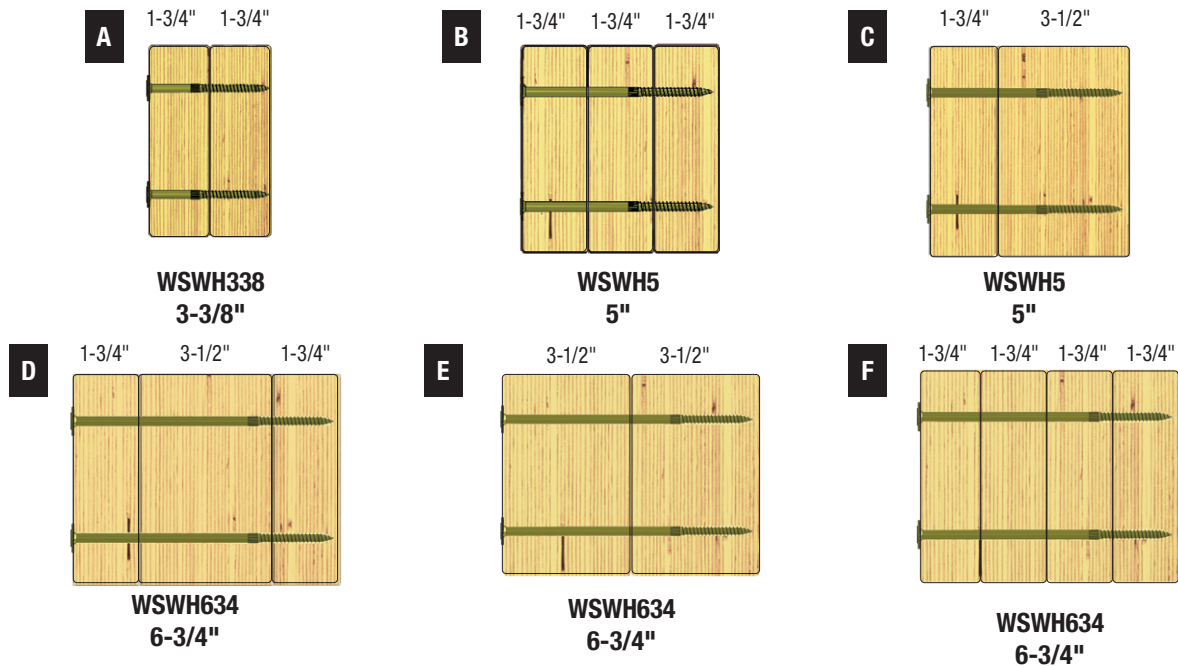 A
1-3/4" 1-3/4"
WSWH338
3-3/8"
B
1-3/4" 1-3/4" 1-3/4"
WSWH5
5"
C
1-3/4" 3-1/2"
WSWH5
5"
D
1-3/4" 3-1/2" 1-3/4"
WSWH634
6-3/4"
E
3-1/2" 3-1/2"
WSWH634
6-3/4"
F
1-3/4" 1-3/4" 1-3/4" 1-3/4"
WSWH634
6-3/4"